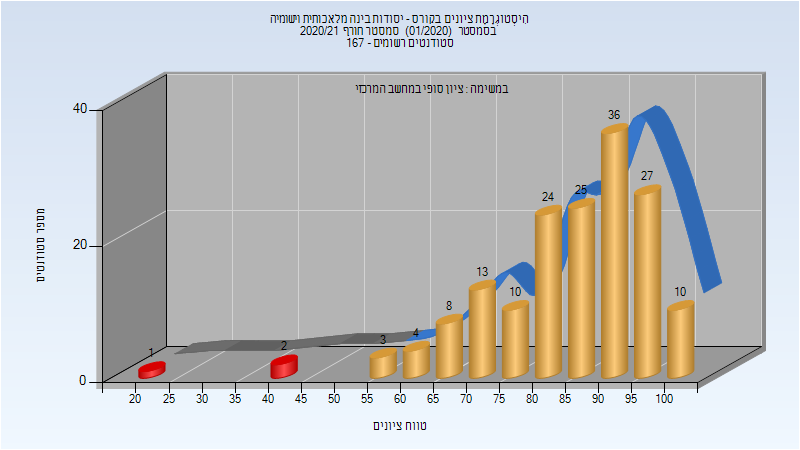 היסטוגרמת ציונים בקורס - יסודות בינה מלאכותית וישומיה
בסמסטר (01/2020) סמסטר חורף 2020/21
סטודנטים רשומים - 167
במשימה : ציון סופי במחשב המרכזי
מספר סטודנטים
40
20
0
1
2
3
4
8
13
10
24
25
36
27
10
20 25 30 35 40 45 50 55 60 65 70 75 80 85 90 95 100
טווח ציונים